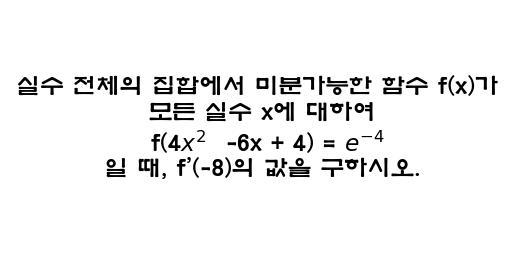 실수 전체의 집합에서 미분가능한 함수 f(x)가
모든 실수 x에 대하여
f(4x² -6x + 4) = e⁻⁴
일 때, f’(-8)의 값을 구하시오.